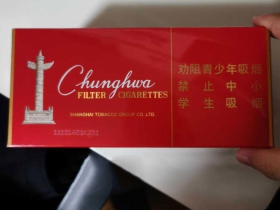 Chunghwa
FILTER CIGARETTES
SHANGHAI TOBACCO GROUP CO., LTD.
劝阻青少年吸烟
禁止中小
学生吸烟